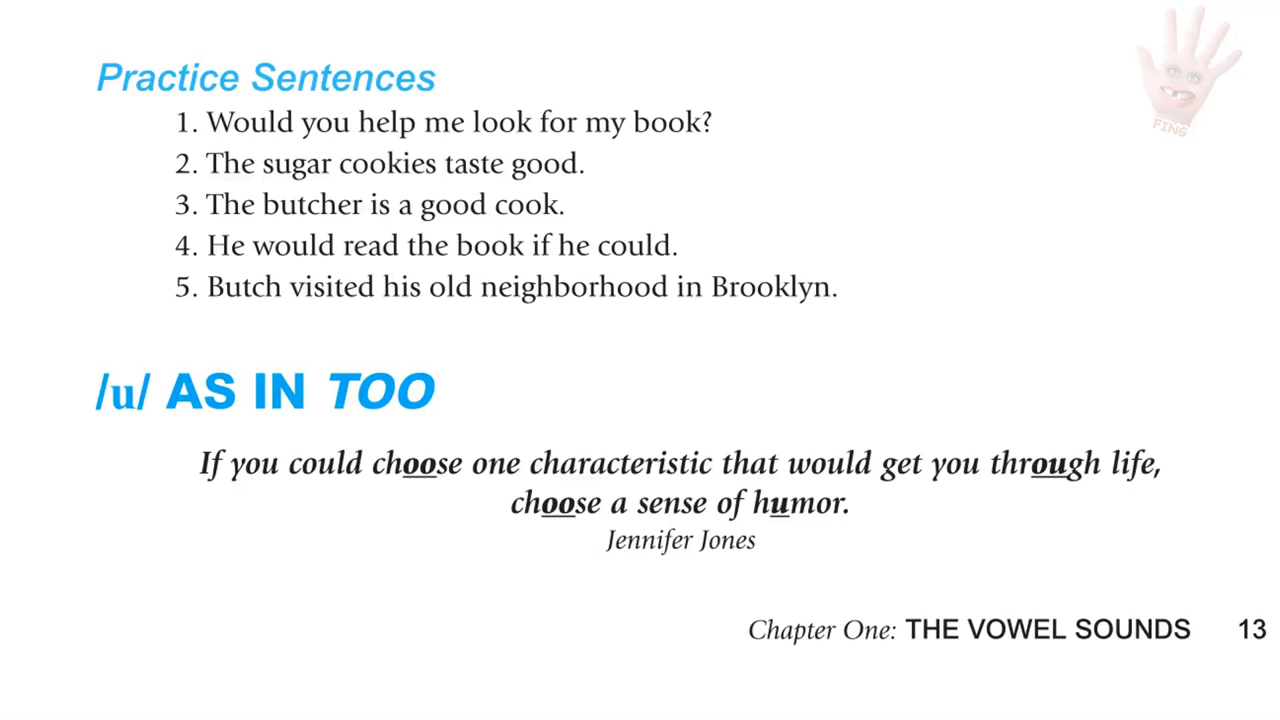 FING
Practice Sentences
1. Would you help me look for my book?
2. The sugar cookies taste good.
3. The butcher is a good cook.
4. He would read the book if he could.
5. Butch visited his old neighborhood in Brooklyn.
/u/ AS IN TOO
If you could choose one characteristic that would get you through life,
choose a sense of humor.
Jennifer Jones
Chapter One: THE VOWEL SOUNDS 13